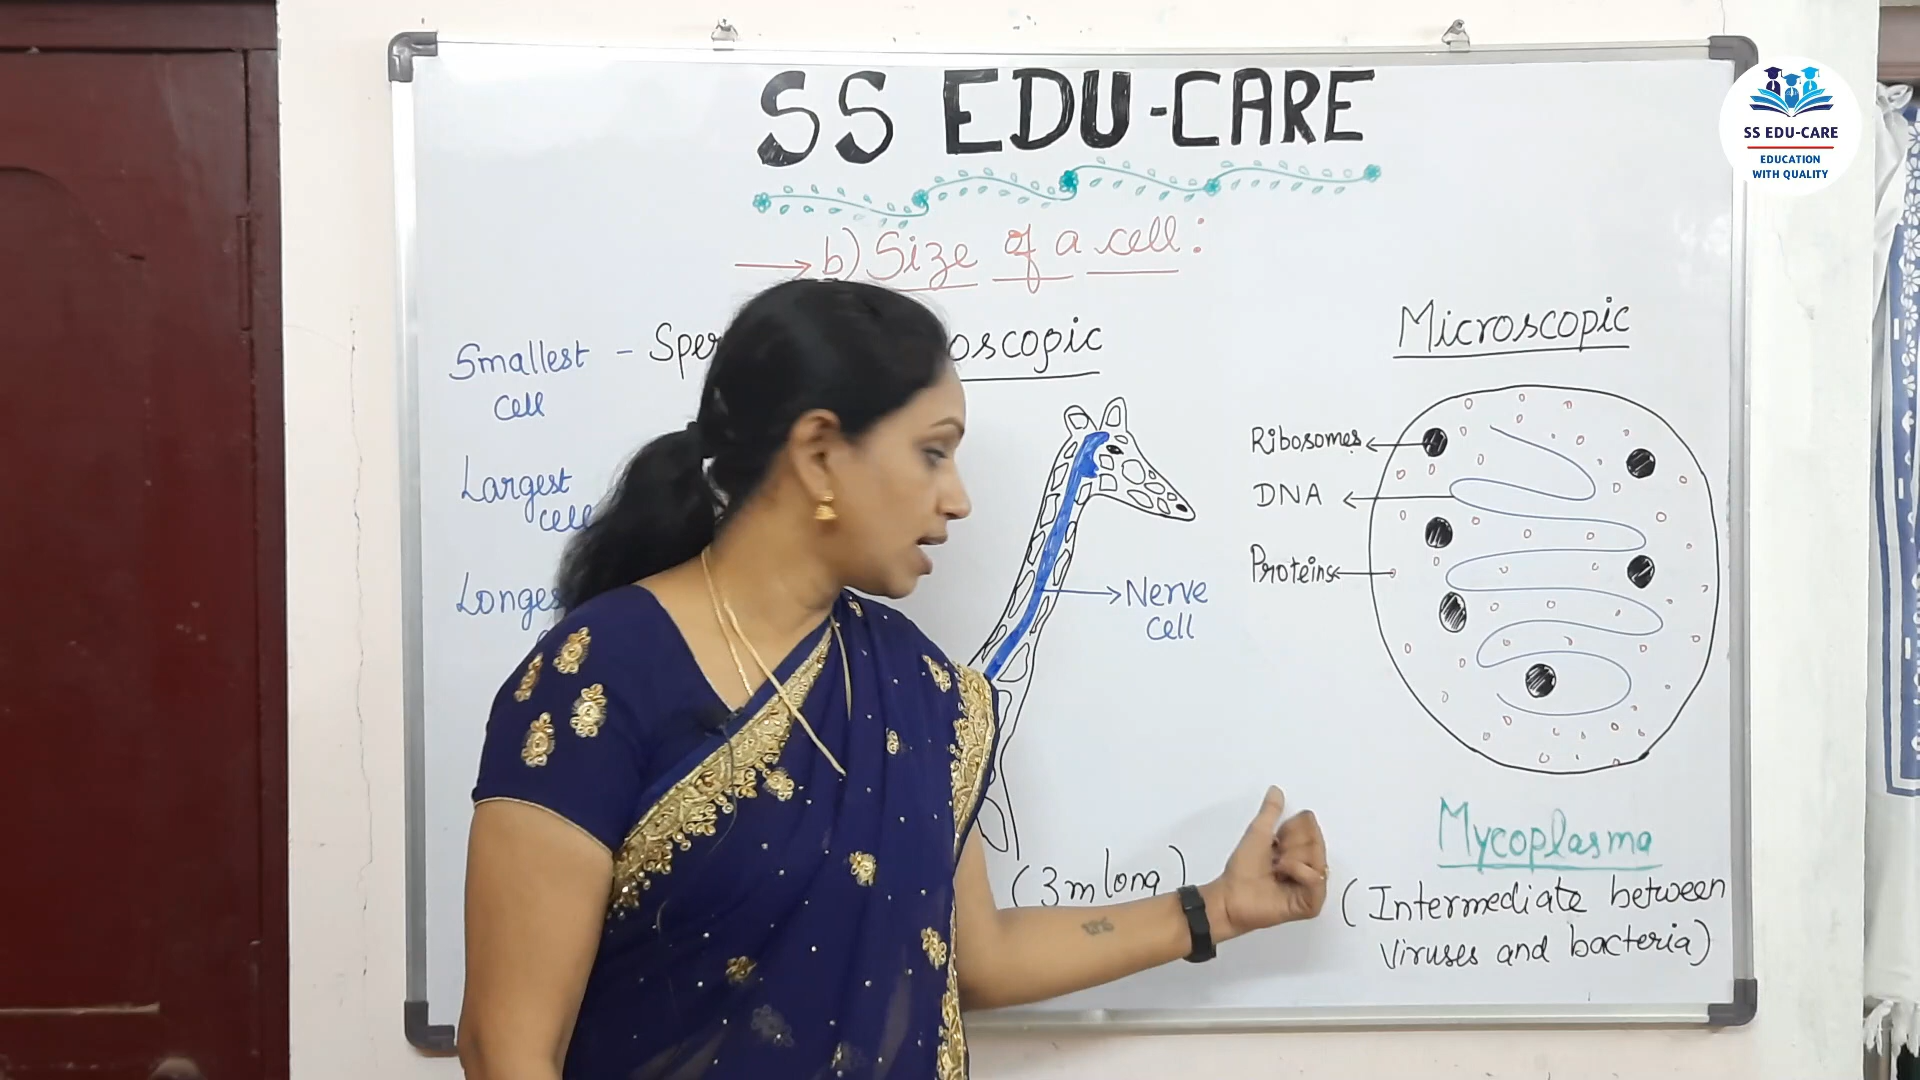 SS EDU-CARE
SS EDU-CARE
EDUCATION
WITH QUALITY
→ b) Size of a cell:
Smallest - Sper
cell
oscopic
Largest
cell
Longes
Nerve
cell
(3m long)
Microscopic
Ribosomes
DNA
Proteins
Mycoplasma
(Intermediate between
Viruses and bacteria)